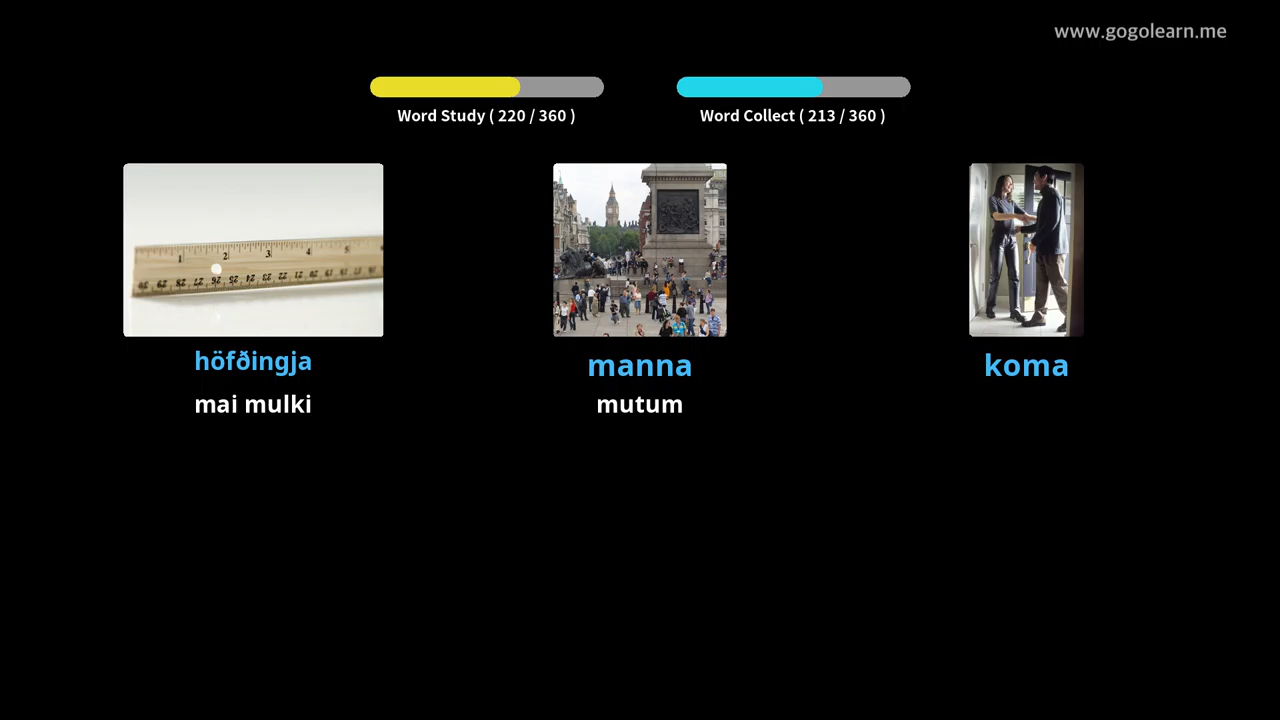 www.gogolearn.me
Word Study ( 220 / 360 )
Word Collect ( 213 / 360 )
höfðingja
manna
koma
mai mulki
mutum